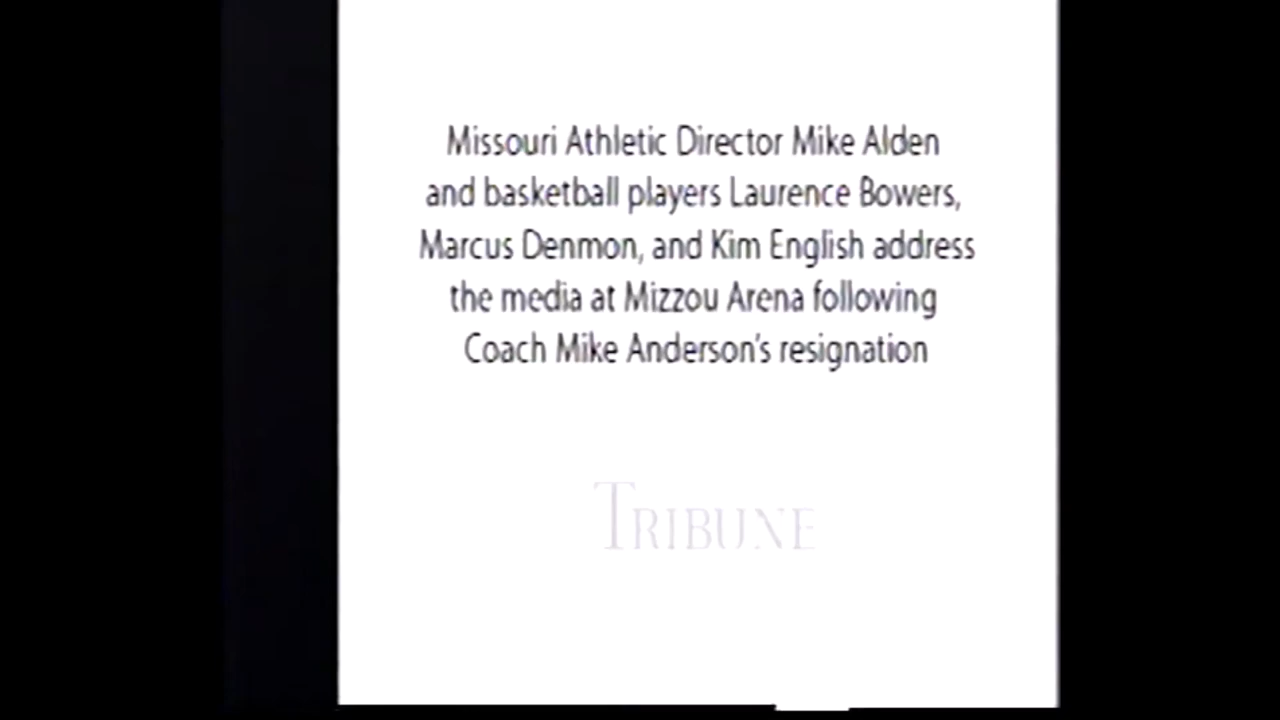 Missouri Athletic Director Mike Alden
and basketball players Laurence Bowers,
Marcus Denmon, and Kim English address
the media at Mizzou Arena following
Coach Mike Anderson's resignation
TRIBUNE